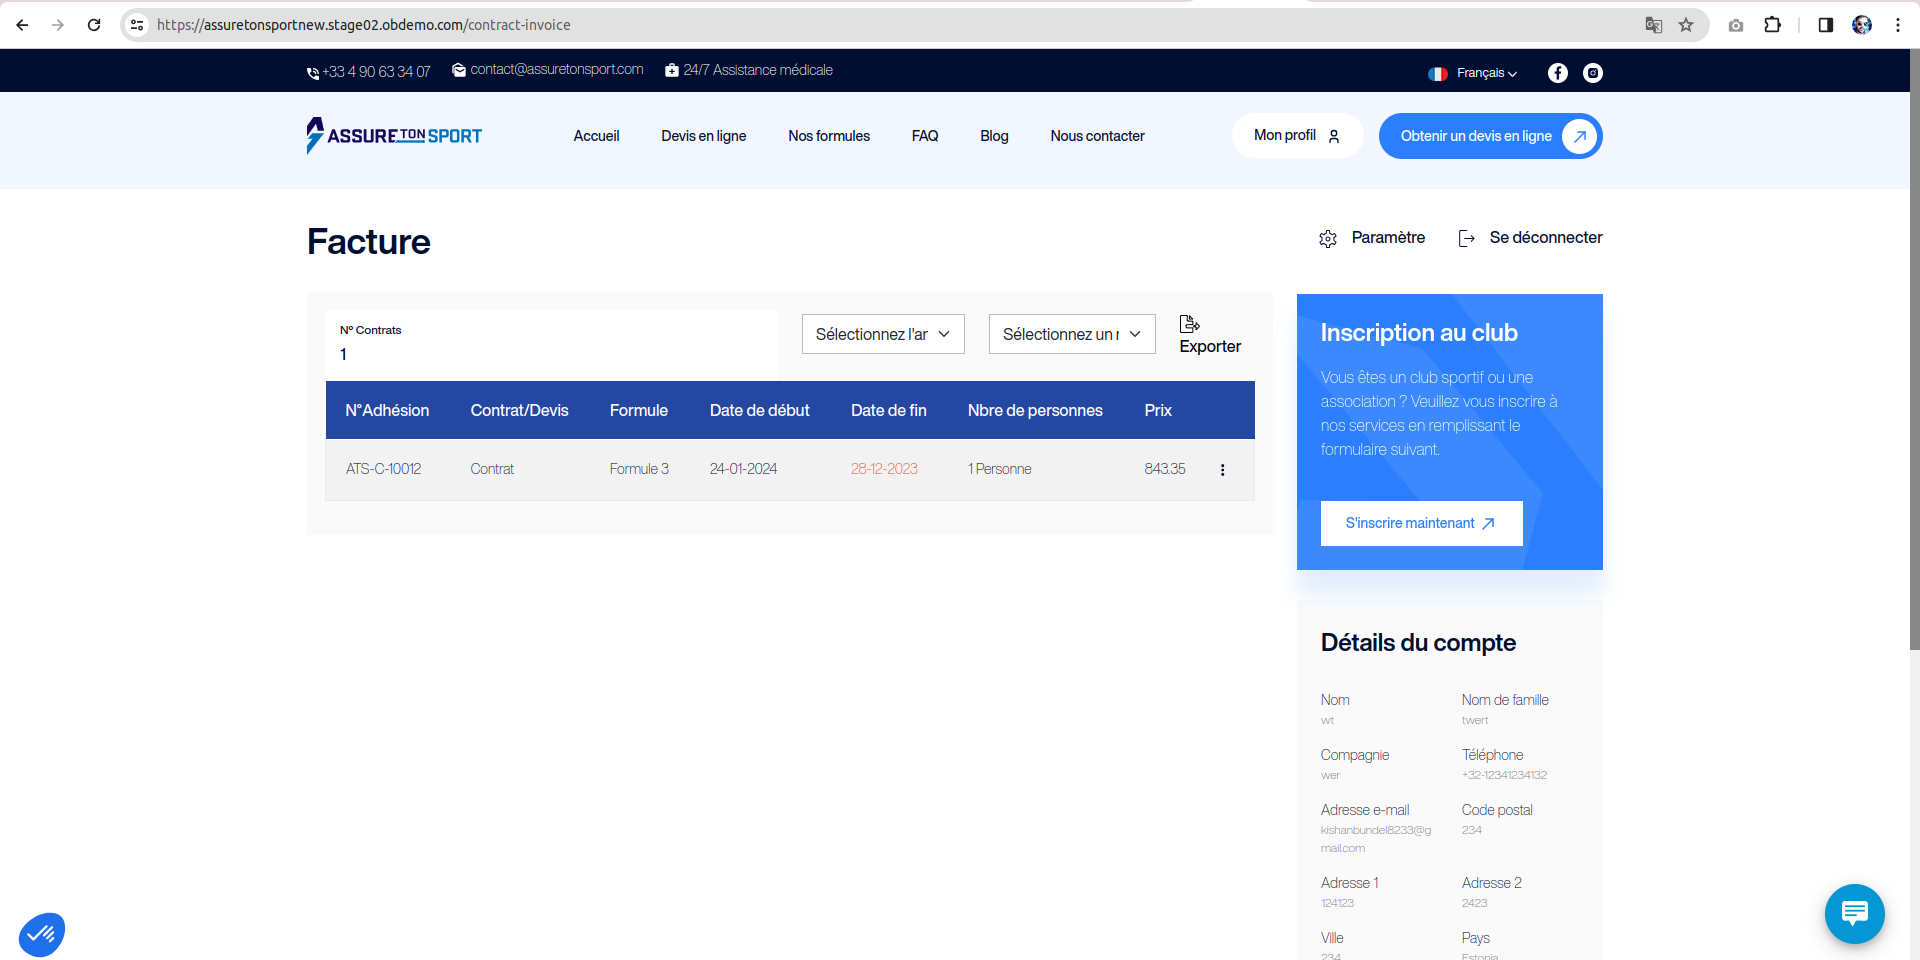 https://assuretonsportnew.stage02.obdemo.com/contract-invoice
+33 4 90 63 34 07
contact@assuretonsport.com
24/7 Assistance médicale
Français
ASSURE TON SPORT
Accueil
Devis en ligne
Nos formules
FAQ
Blog
Nous contacter
Mon profil
Obtenir un devis en ligne
Facture
Paramètre
Se déconnecter
N° Contrats
1
Sélectionnez l'ar
Sélectionnez un r
Exporter
N°Adhésion Contrat/Devis Formule Date de début Date de fin Nbre de personnes Prix
ATS-C-10012 Contrat Formule 3 24-01-2024 28-12-2023 1 Personne 843.35
Inscription au club
Vous êtes un club sportif ou une
association ? Veuillez vous inscrire à
nos services en remplissant le
formulaire suivant.
S'inscrire maintenant
Détails du compte
Nom Nom de famille
wt twert
Compagnie Téléphone
wer +32-12341234132
Adresse e-mail Code postal
kishanbundel8233@g 234
mail.com
Adresse 1 Adresse 2
124123 2423
Ville Pays
234 Estonia